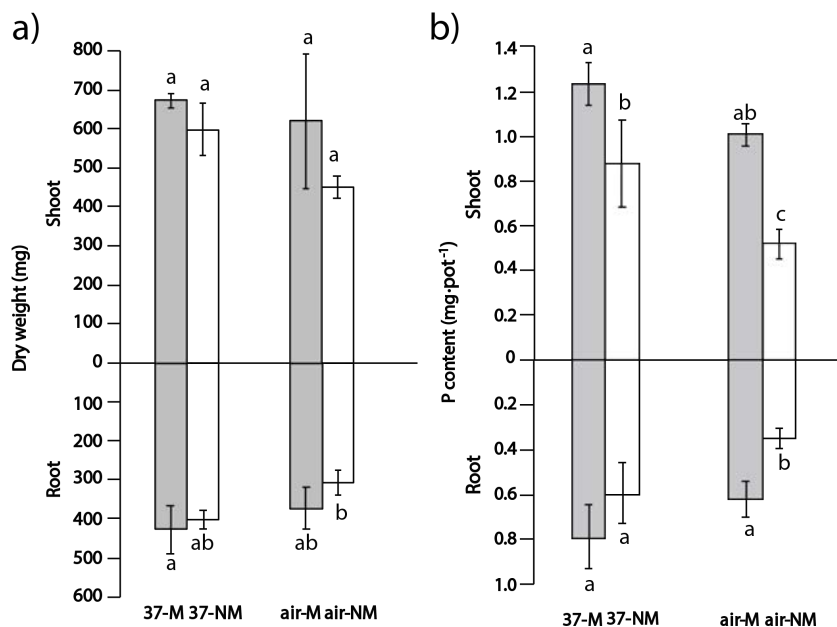 a)
Dry weight (mg)
Shoot
Root
800
700
600
500
400
300
200
100
0
100
200
300
400
500
600
a
a
a
a
a
ab
ab
b
37-M 37-NM
air-M air-NM
b)
P content (mg·pot⁻¹)
Shoot
Root
1.4
1.2
1.0
0.8
0.6
0.4
0.2
0
0.2
0.4
0.6
0.8
1.0
a
b
ab
c
a
a
a
b
37-M 37-NM
air-M air-NM